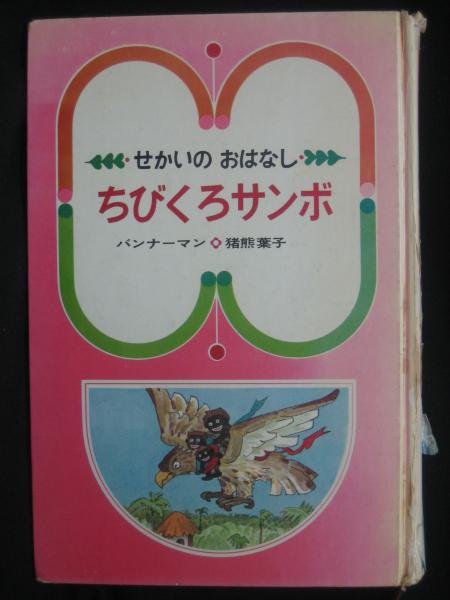 せかいの おはなし
ちびくろサンボ
バンナーマン 猪熊葉子